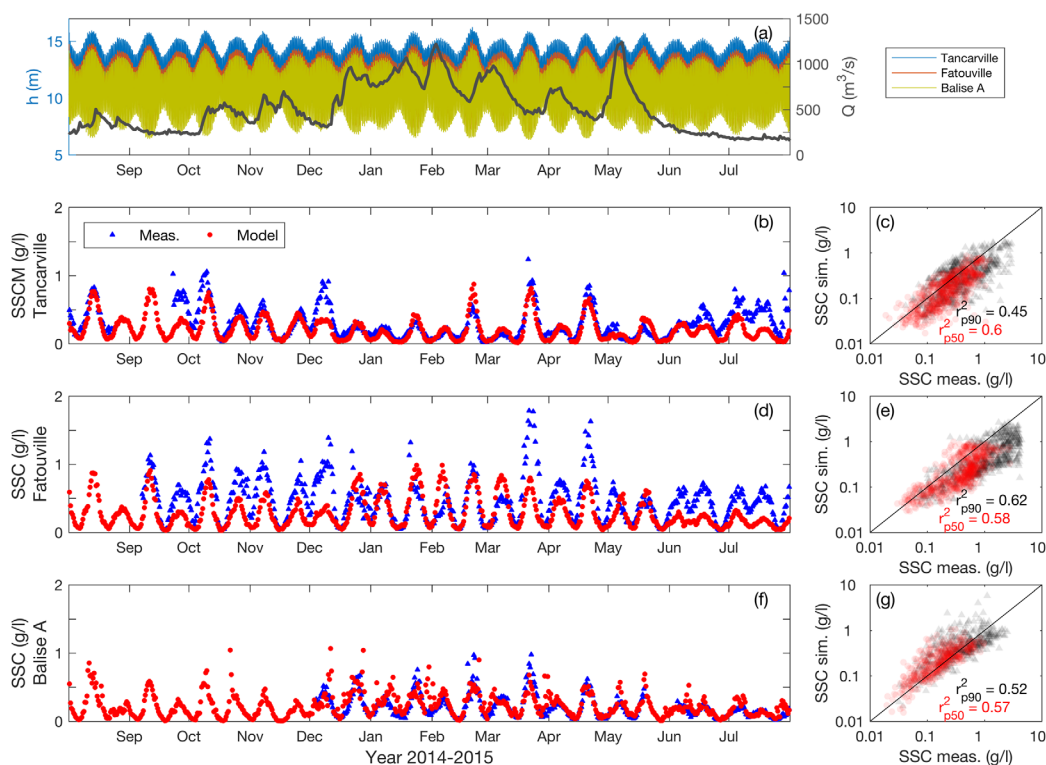 (a)
15
10
5
h (m)
1500
1000
500
0
Q (m3/s)
Sep Oct Nov Dec Jan Feb Mar Apr May Jun Jul
Tancarville
Fatouville
Balise A
(b)
Meas. Model
2
1
0
SSCM (g/l)
Tancarville
Sep Oct Nov Dec Jan Feb Mar Apr May Jun Jul
(c)
10
1
0.1
0.01
SSC sim. (g/l)
r2p90 = 0.45
r2p50 = 0.6
0.01 0.1 1 10
SSC meas. (g/l)
(d)
2
1
0
SSC (g/l)
Fatouville
Sep Oct Nov Dec Jan Feb Mar Apr May Jun Jul
(e)
10
1
0.1
0.01
SSC sim. (g/l)
r2p90 = 0.62
r2p50 = 0.58
0.01 0.1 1 10
SSC meas. (g/l)
(f)
2
1
0
SSC (g/l)
Balise A
Sep Oct Nov Dec Jan Feb Mar Apr May Jun Jul
Year 2014-2015
(g)
10
1
0.1
0.01
SSC sim. (g/l)
r2p90 = 0.52
r2p50 = 0.57
0.01 0.1 1 10
SSC meas. (g/l)